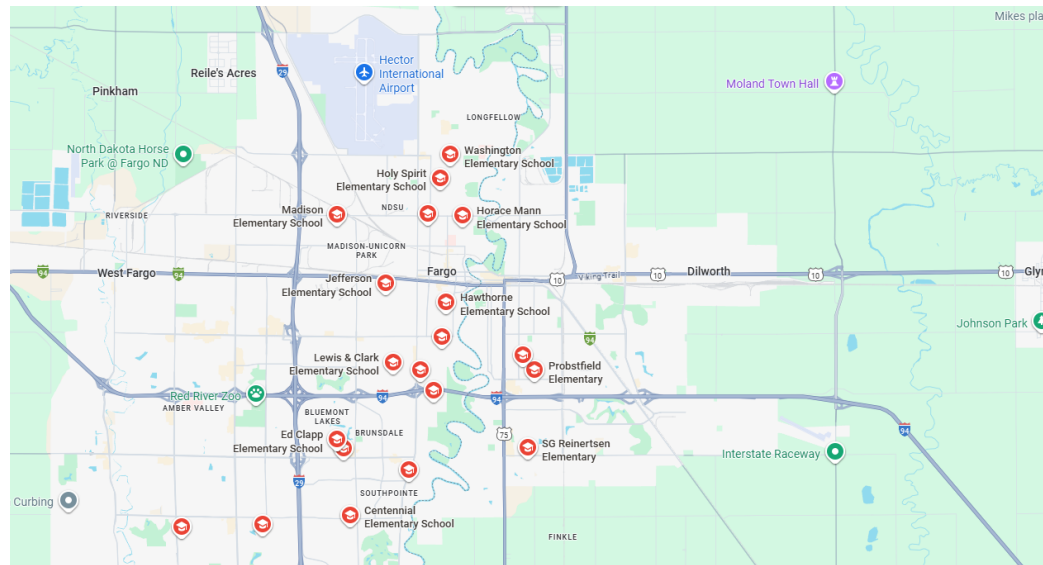 Mikes pla
Hector
International
Airport
Reile's Acres
29
Pinkham
Moland Town Hall
LONGFELLOW
North Dakota Horse
Park @ Fargo ND
Washington
Elementary School
Holy Spirit
Elementary School
RIVERSIDE
Madison
Elementary School
NDSU
Horace Mann
Elementary School
MADISON-UNICORN
PARK
94
West Fargo
94
Fargo
10
Viking Trail
10
Dilworth
10
10
Glyn
Jefferson
Elementary School
Hawthorne
Elementary School
Johnson Park
94
Lewis & Clark
Elementary School
Probstfield
Elementary
Red River Zoo
94
94
AMBER VALLEY
BLUEMONT
LAKES
BRUNSDALE
Ed Clapp
Elementary School
75
SG Reinertsen
Elementary
94
Interstate Raceway
29
SOUTHPOINTE
Curbing
Centennial
Elementary School
FINKLE